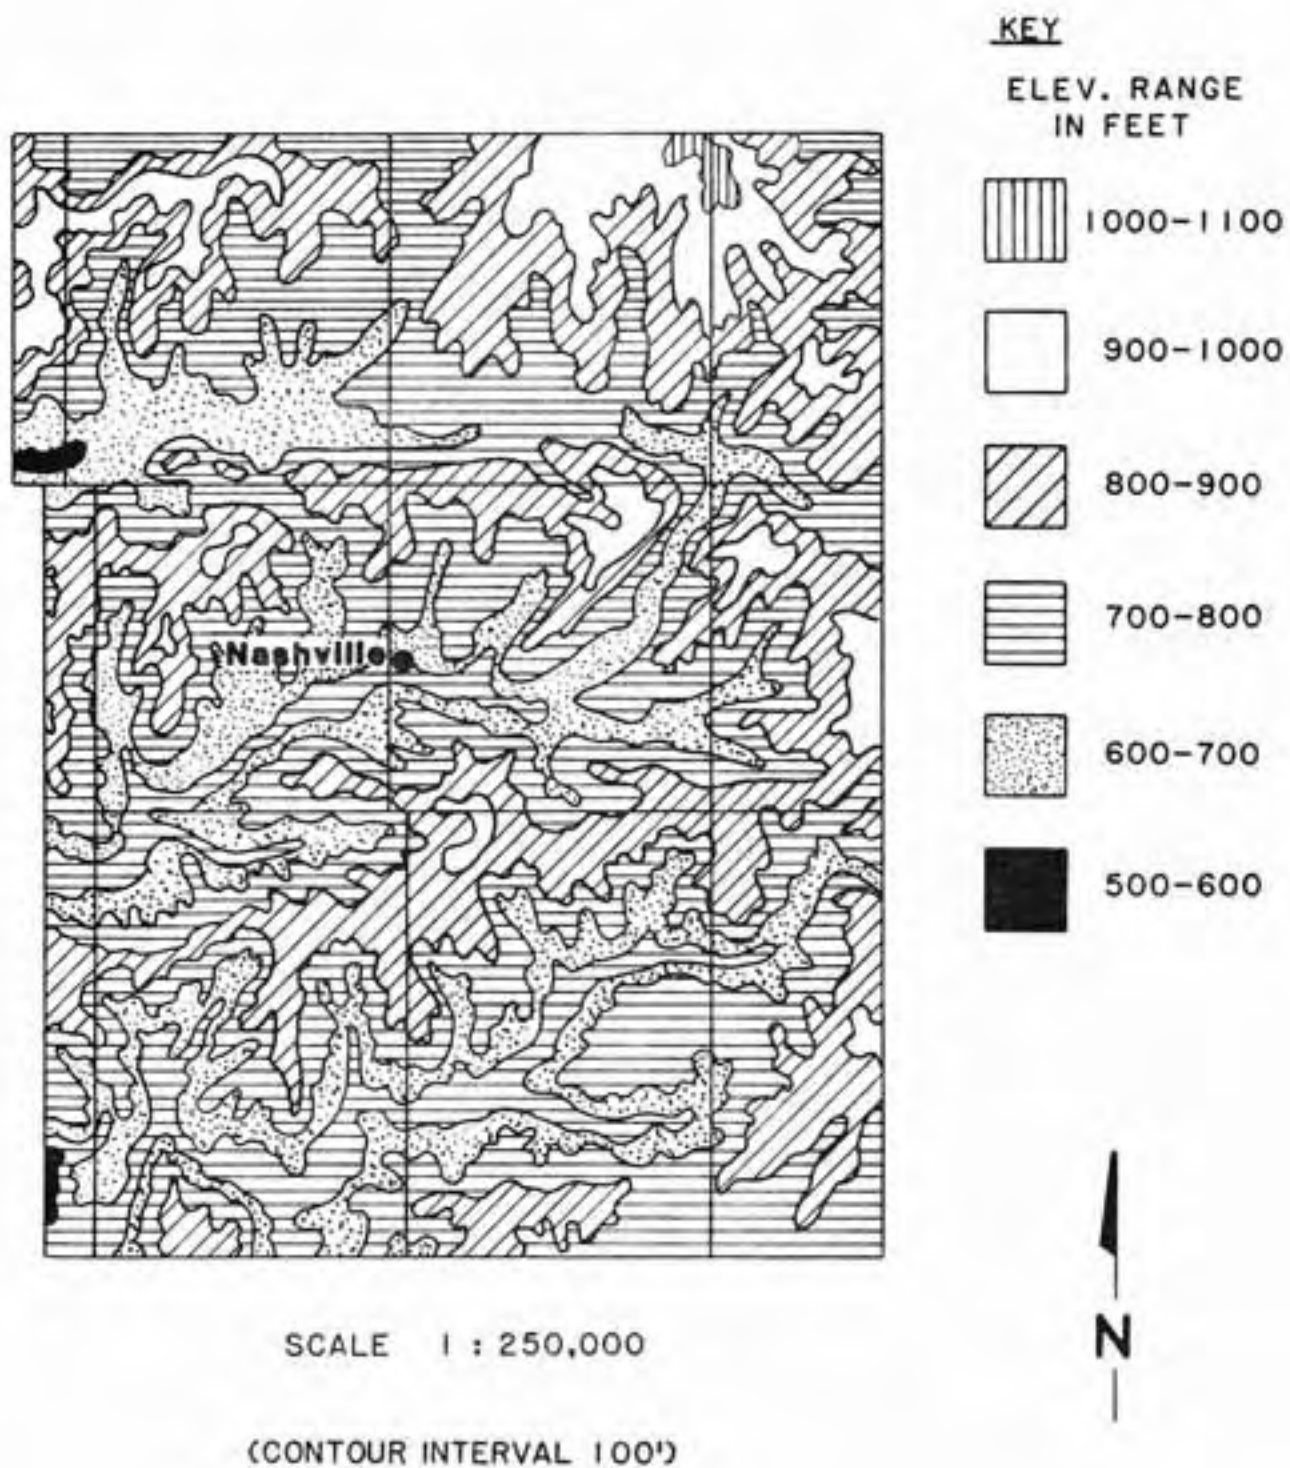 KEY
ELEV. RANGE
IN FEET
1000-1100
900-1000
800-900
700-800
600-700
500-600
Nashville
N
SCALE 1 : 250,000
(CONTOUR INTERVAL 100')